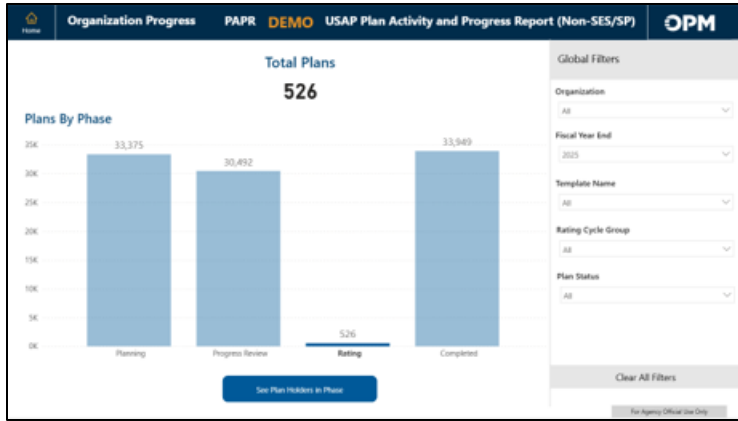 Home
Organization Progress
PAPR DEMO USAP Plan Activity and Progress Report (Non-SES/SP)
OPM
Total Plans
526
Plans By Phase
35K
30K
25K
20K
15K
10K
5K
0K
33,375
30,492
526
33,949
Planning
Progress Review
Rating
Completed
See Plan Holders in Phase
Global Filters
Organization
All
Fiscal Year End
2025
Template Name
All
Rating Cycle Group
All
Plan Status
All
Clear All Filters
For Agency Official Use Only